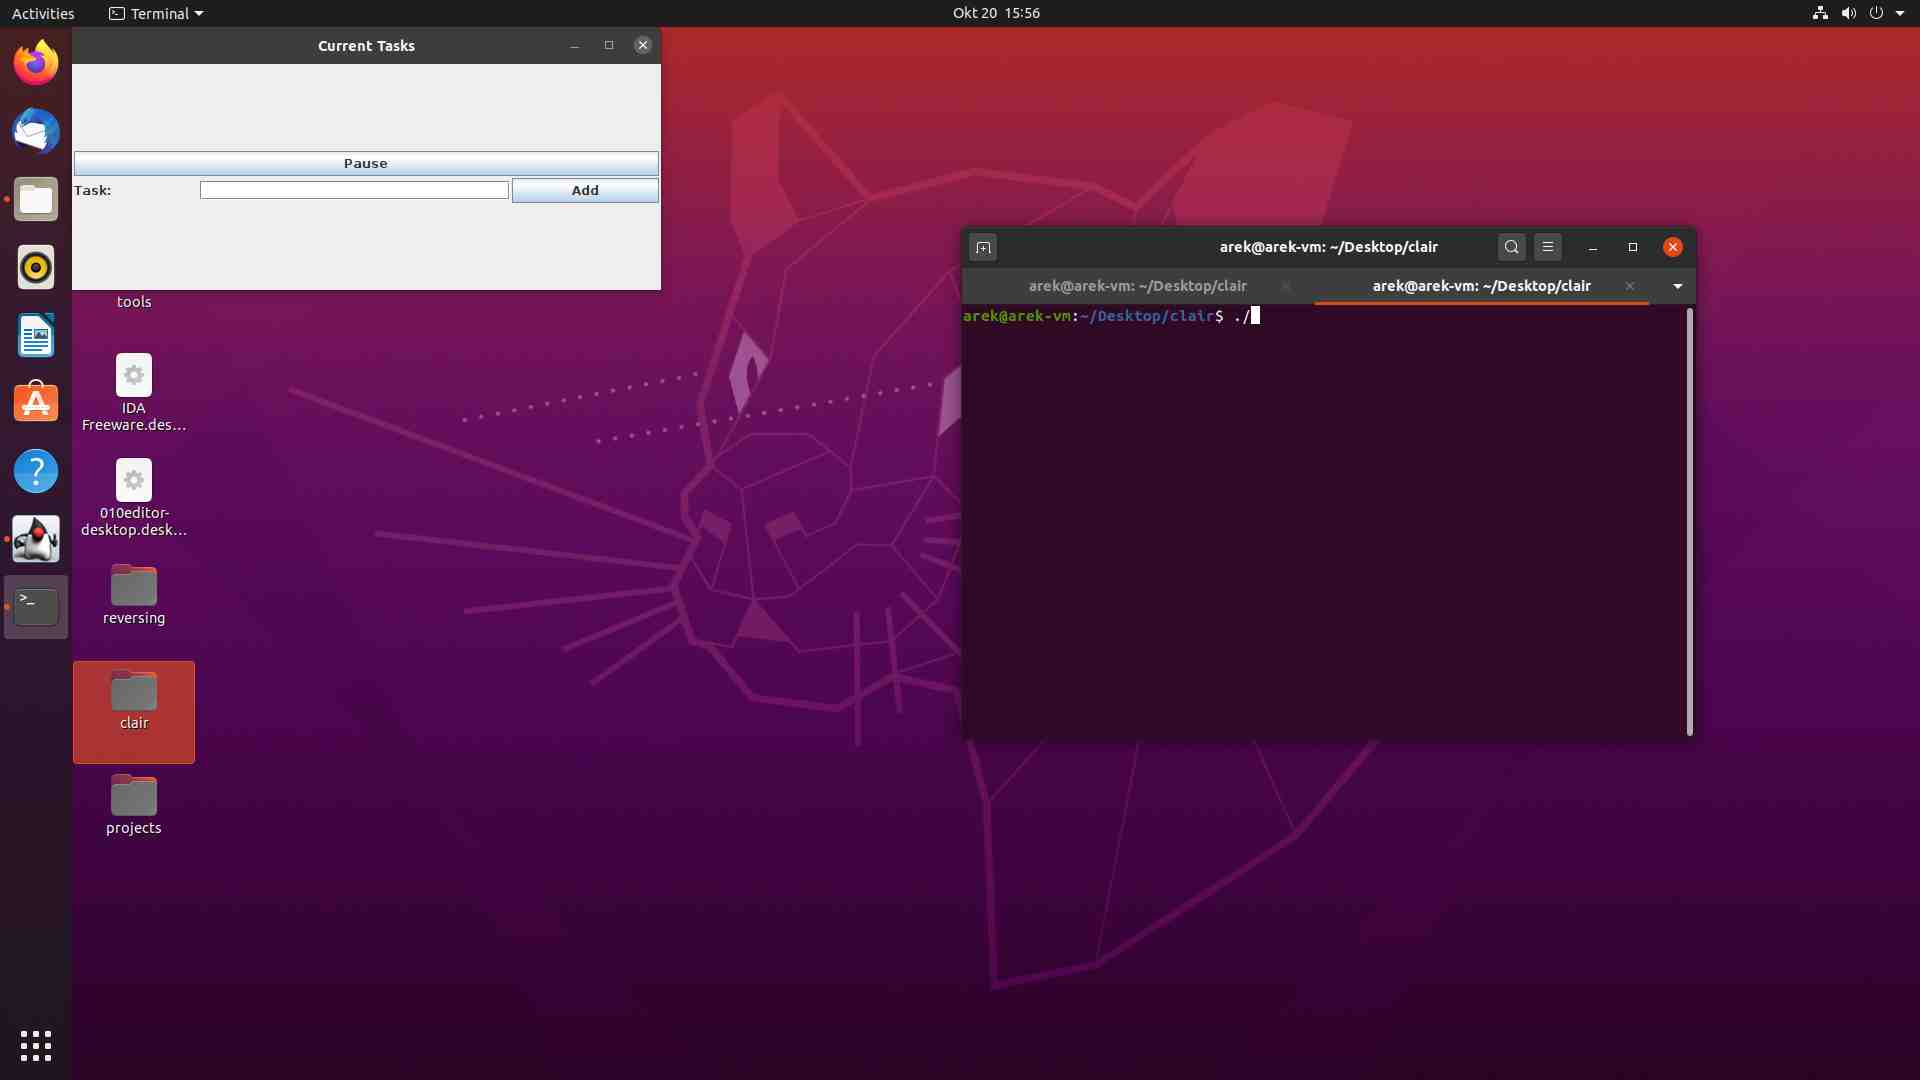 Activities
Terminal
Okt 20 15:56
Current Tasks
Pause
Task:
Add
tools
IDA
Freeware.des...
010editor-
desktop.desk...
reversing
clair
projects
arek@arek-vm: ~/Desktop/clair
arek@arek-vm: ~/Desktop/clair
arek@arek-vm: ~/Desktop/clair
arek@arek-vm:~/Desktop/clair$ ./